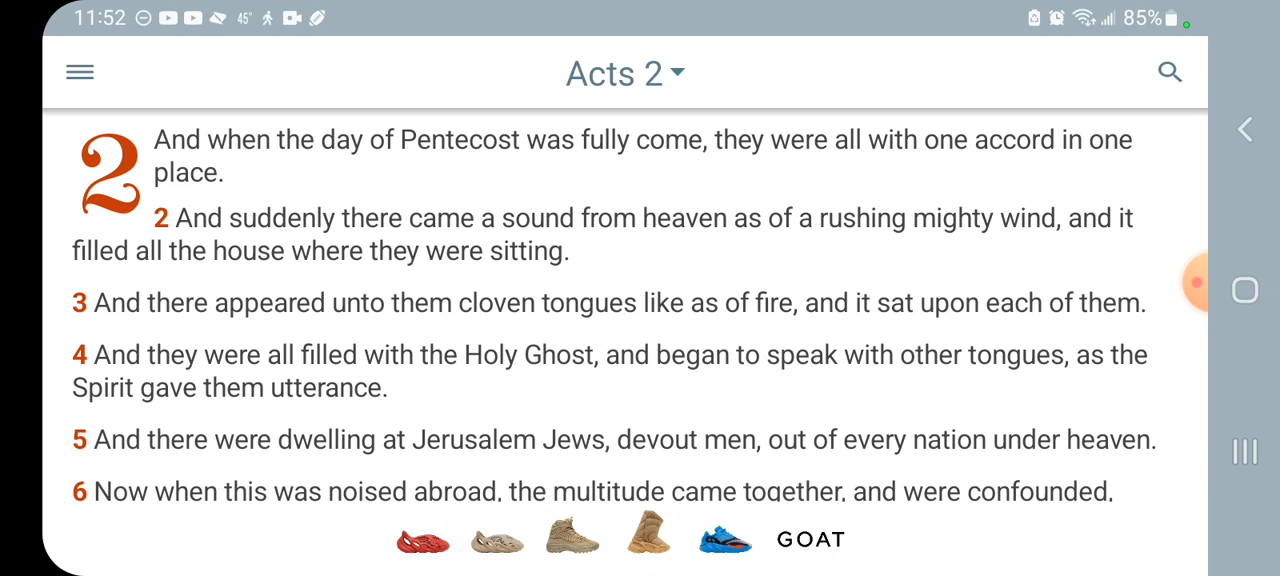 11:52 45° 85%
Acts 2
2 And when the day of Pentecost was fully come, they were all with one accord in one
place.
2 And suddenly there came a sound from heaven as of a rushing mighty wind, and it
filled all the house where they were sitting.
3 And there appeared unto them cloven tongues like as of fire, and it sat upon each of them.
4 And they were all filled with the Holy Ghost, and began to speak with other tongues, as the
Spirit gave them utterance.
5 And there were dwelling at Jerusalem Jews, devout men, out of every nation under heaven.
6 Now when this was noised abroad, the multitude came together, and were confounded,
GOAT